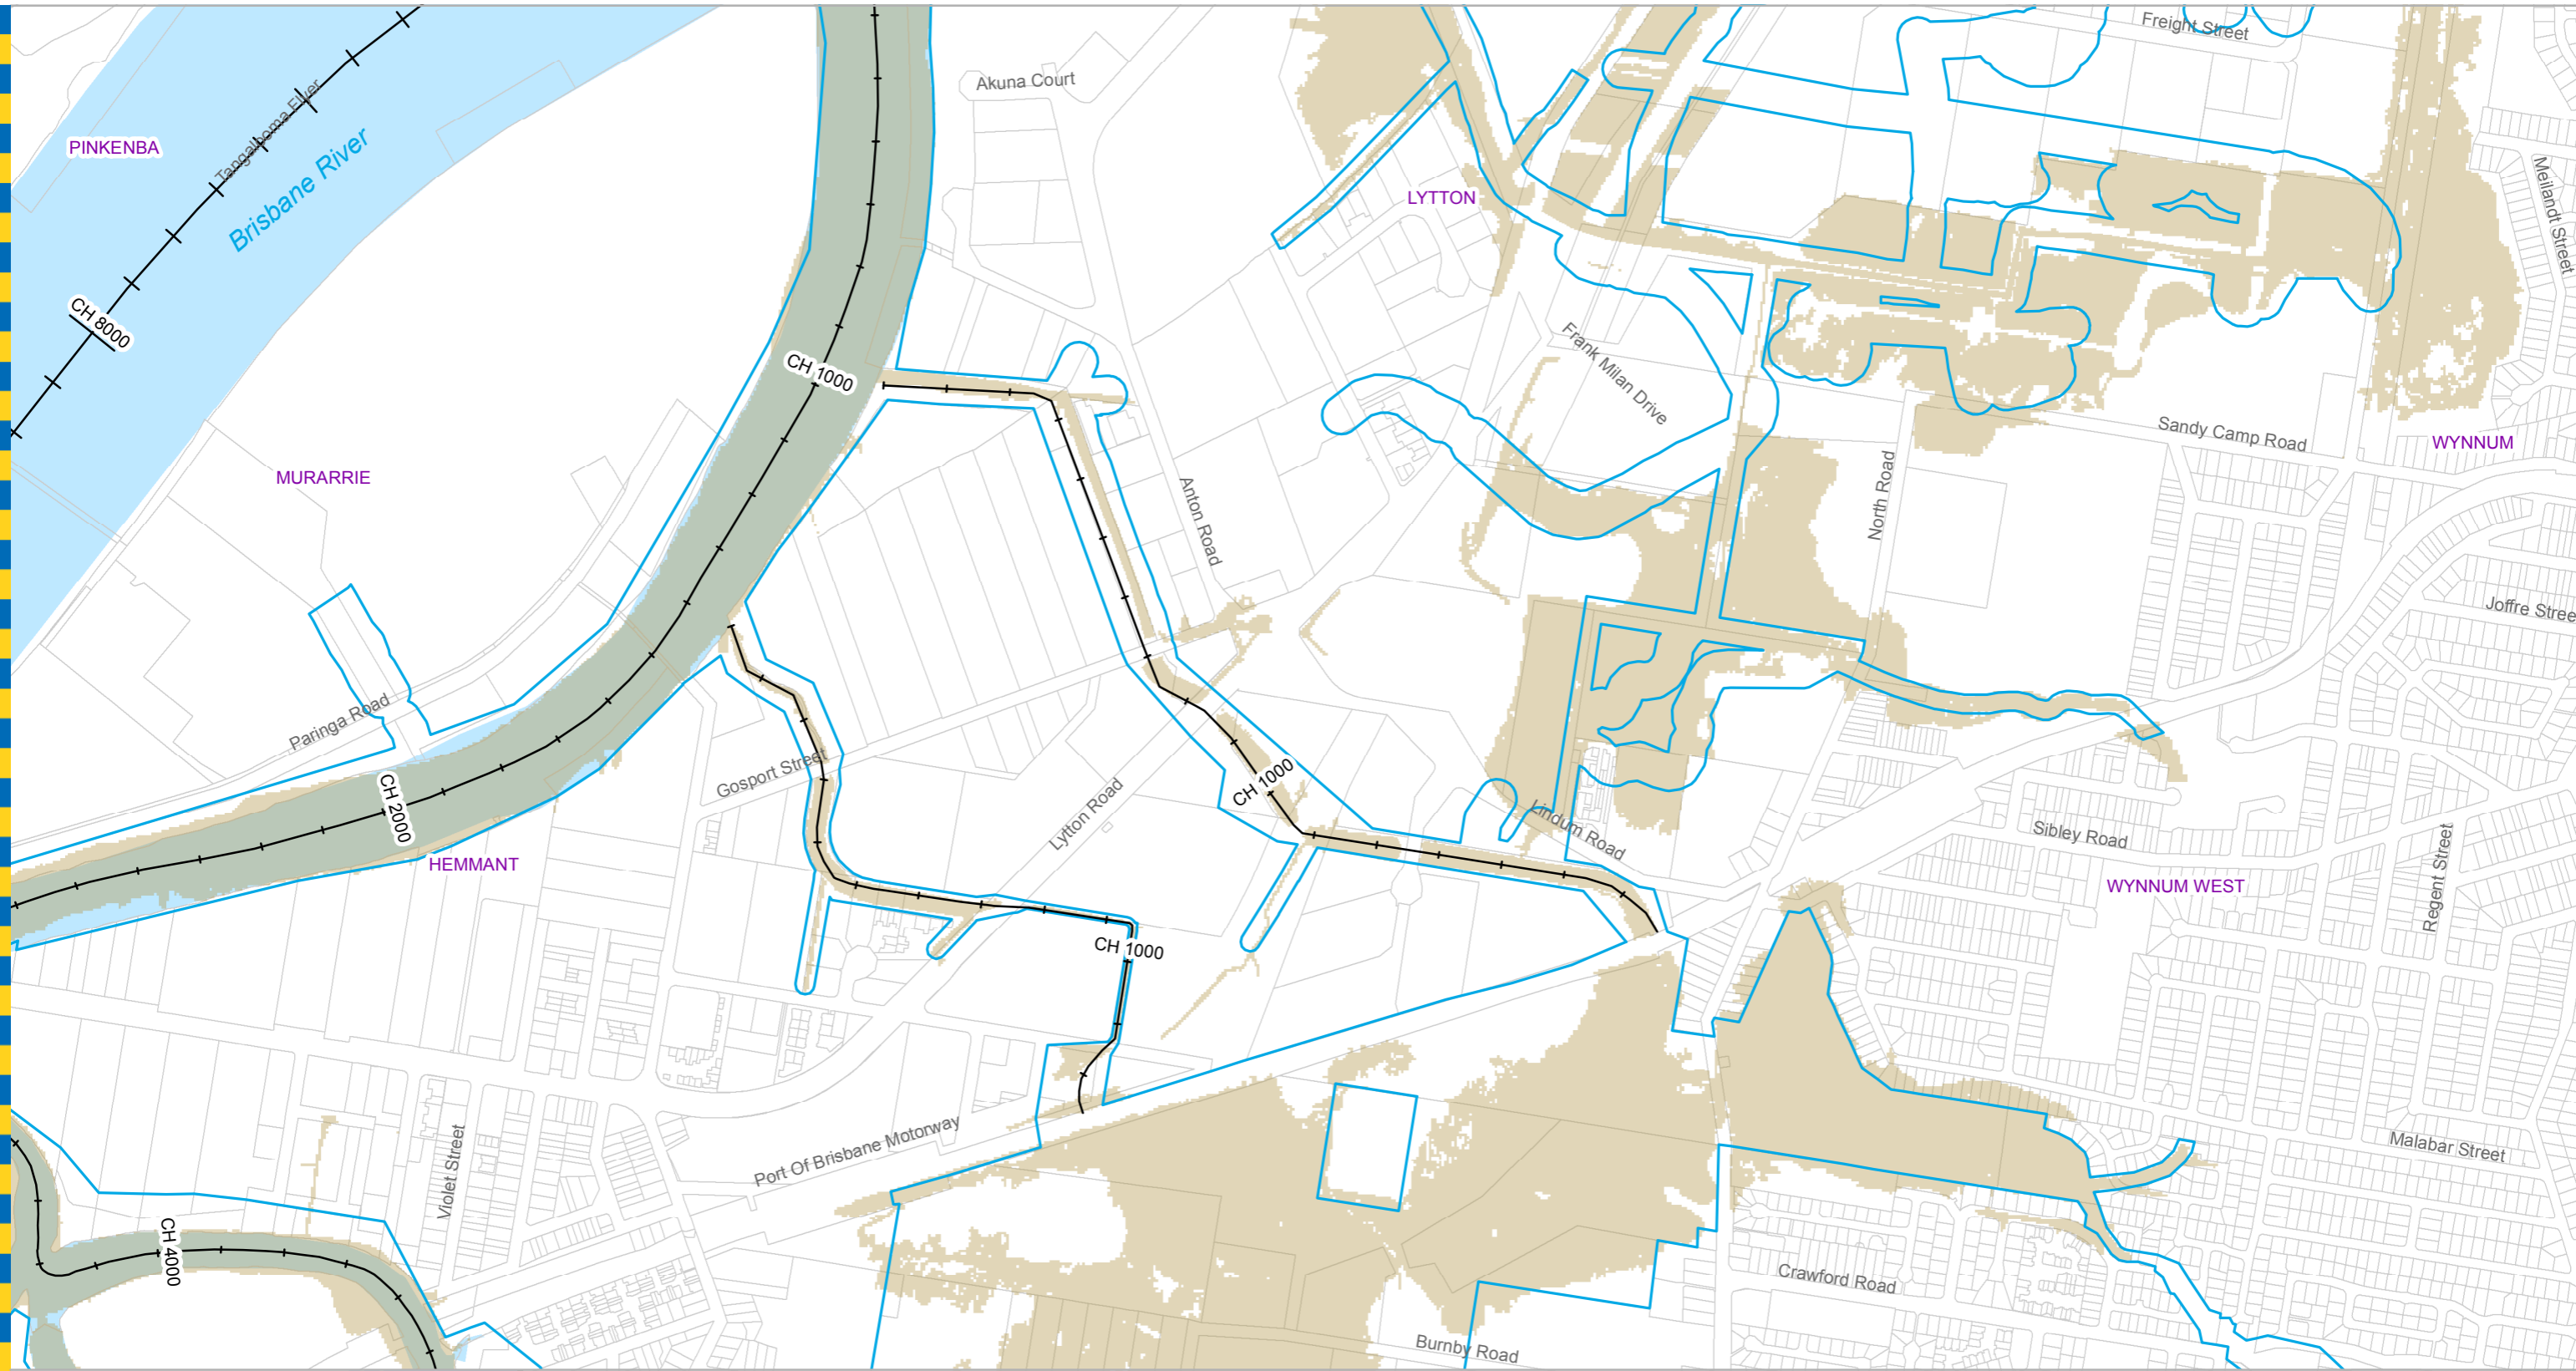 Freight Street
Akuna Court
Tangalooma Flyer
PINKENBA
Brisbane River
LYTTON
Meilandt Street
CH 8000
CH 1000
Frank Milan Drive
Sandy Camp Road
WYNNUM
MURARRIE
North Road
Anton Road
Joffre Stree
Paringa Road
Gosport Street
CH 1000
CH 2000
Lytton Road
Lindum Road
Sibley Road
HEMMANT
WYNNUM WEST
Regent Street
CH 1000
Port Of Brisbane Motorway
Violet Street
Malabar Street
CH 4000
Crawford Road
Burnby Road